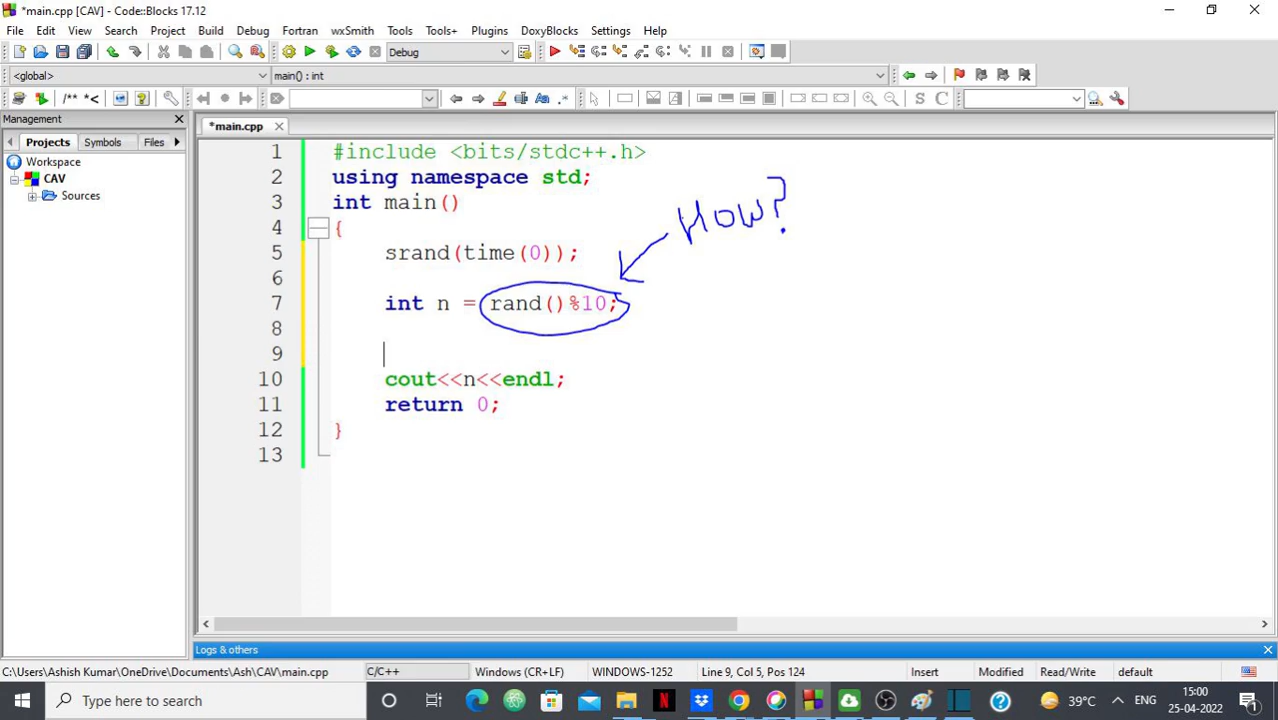 *main.cpp [CAV] - Code::Blocks 17.12
File Edit View Search Project Build Debug Fortran wxSmith Tools Tools+ Plugins DoxyBlocks Settings Help
Debug
<global> main() : int
/** *< Aa .* S C
Management
*main.cpp
Projects Symbols Files
Workspace
CAV
Sources
1 #include <bits/stdc++.h>
2 using namespace std;
3 int main()
4 {
5 srand(time(0));
6
7 int n = rand()%10;
8
9
10 cout<<n<<endl;
11 return 0;
12 }
13
How?
Logs & others
C:\Users\Ashish Kumar\OneDrive\Documents\Ash\CAV\main.cpp C/C++ Windows (CR+LF) WINDOWS-1252 Line 9, Col 5, Pos 124 Insert Modified Read/Write default
Type here to search
39°C ENG 15:00
25-04-2022 1